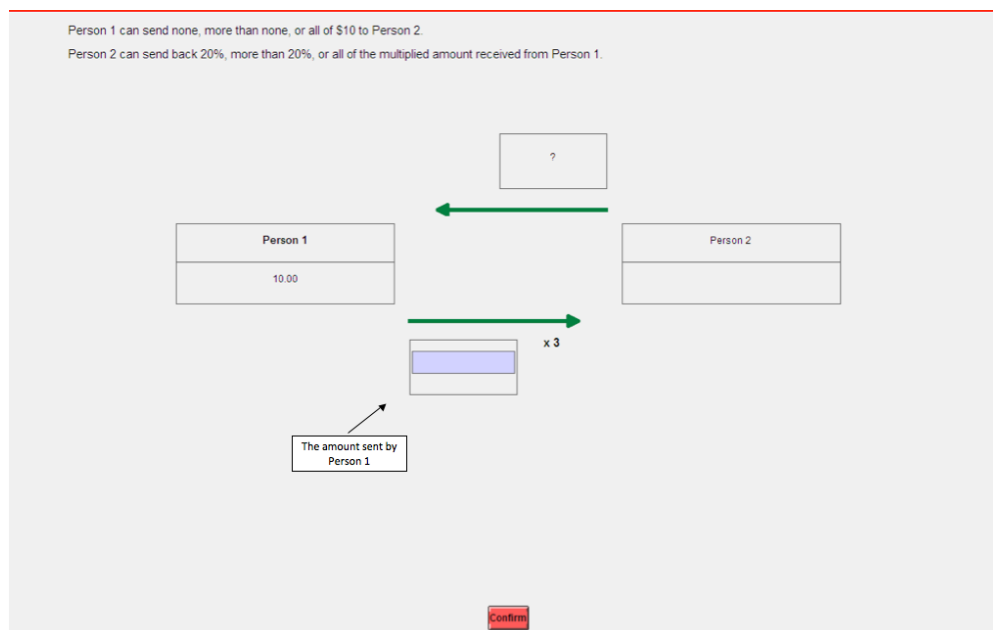 Person 1 can send none, more than none, or all of $10 to Person 2.
Person 2 can send back 20%, more than 20%, or all of the multiplied amount received from Person 1.
?
Person 1
Person 2
10.00
x 3
The amount sent by
Person 1
Confirm